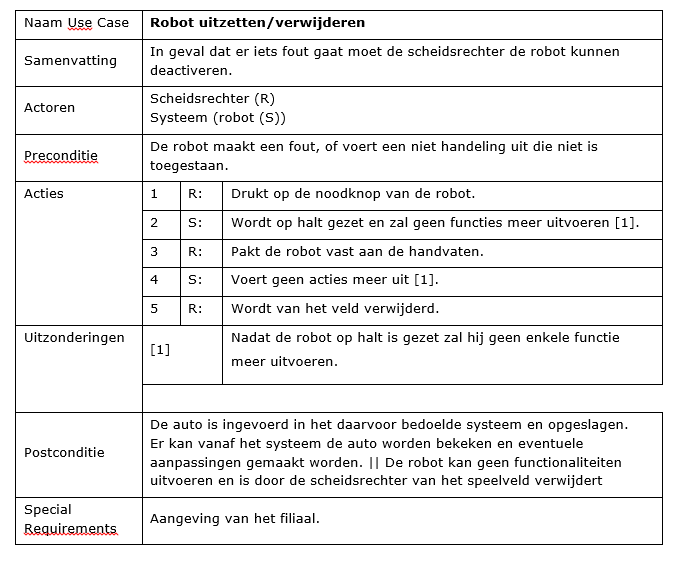 Naam Use Case Robot uitzetten/verwijderen
Samenvatting
In geval dat er iets fout gaat moet de scheidsrechter de robot kunnen
deactiveren.
Actoren
Scheidsrechter (R)
Systeem (robot (S))
Preconditie
De robot maakt een fout, of voert een niet handeling uit die niet is
toegestaan.
Acties
1 R: Drukt op de noodknop van de robot.
2 S: Wordt op halt gezet en zal geen functies meer uitvoeren [1].
3 R: Pakt de robot vast aan de handvaten.
4 S: Voert geen acties meer uit [1].
5 R: Wordt van het veld verwijderd.
Uitzonderingen
[1]
Nadat de robot op halt is gezet zal hij geen enkele functie
meer uitvoeren.
Postconditie
De auto is ingevoerd in het daarvoor bedoelde systeem en opgeslagen.
Er kan vanaf het systeem de auto worden bekeken en eventuele
aanpassingen gemaakt worden. || De robot kan geen functionaliteiten
uitvoeren en is door de scheidsrechter van het speelveld verwijdert
Special
Requirements
Aangeving van het filiaal.